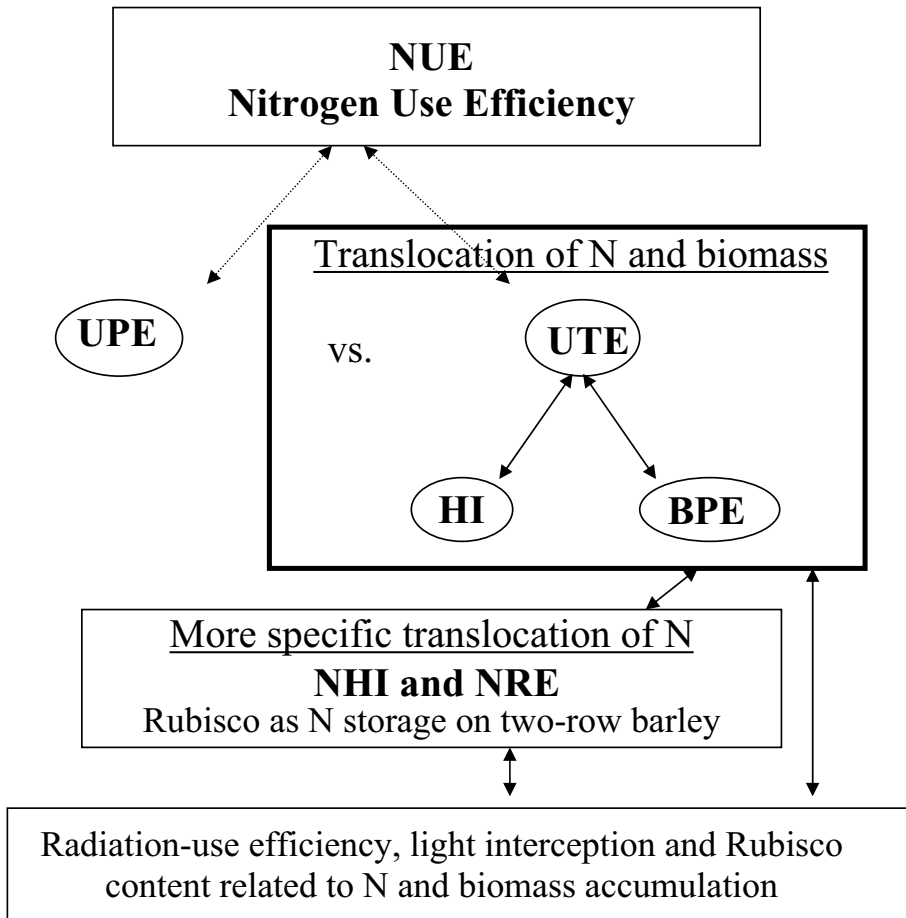 NUE
Nitrogen Use Efficiency
Translocation of N and biomass
UPE
vs.
UTE
HI
BPE
More specific translocation of N
NHI and NRE
Rubisco as N storage on two-row barley
Radiation-use efficiency, light interception and Rubisco
content related to N and biomass accumulation